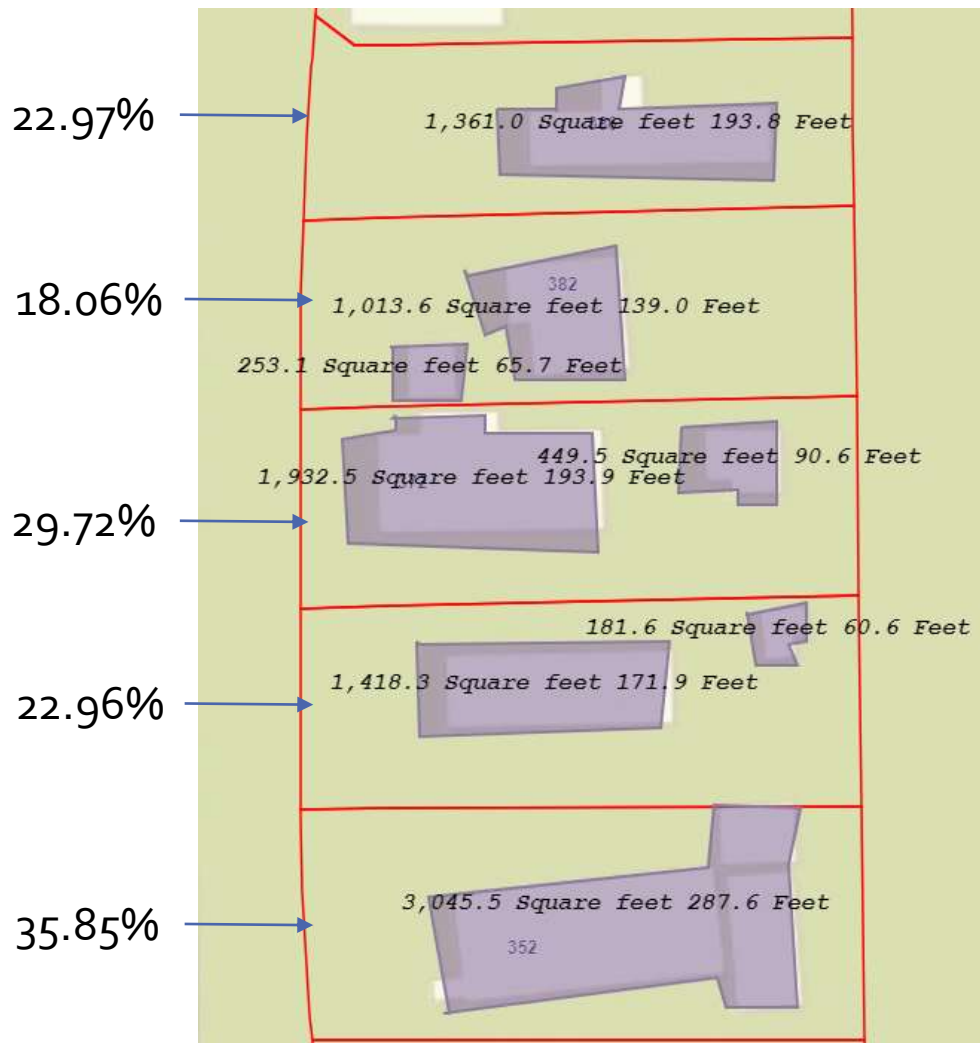 22.97%
1,361.0 Square feet 193.8 Feet
382
18.06%
1,013.6 Square feet 139.0 Feet
253.1 Square feet 65.7 Feet
449.5 Square feet 90.6 Feet
1,932.5 Square feet 193.9 Feet
29.72%
181.6 Square feet 60.6 Feet
1,418.3 Square feet 171.9 Feet
22.96%
3,045.5 Square feet 287.6 Feet
35.85%
352